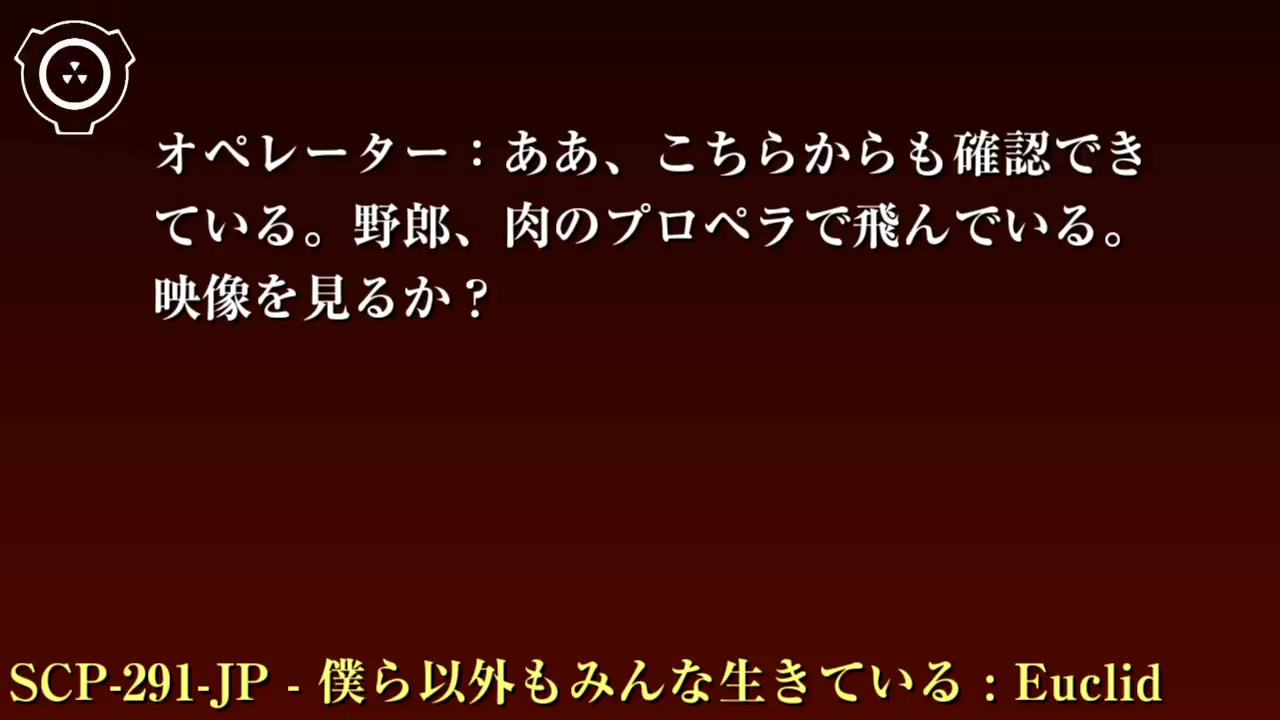 オペレーター：ああ、こちらからも確認でき
ている。野郎、肉のプロペラで飛んでいる。
映像を見るか？
SCP-291-JP - 僕ら以外もみんな生きている : Euclid